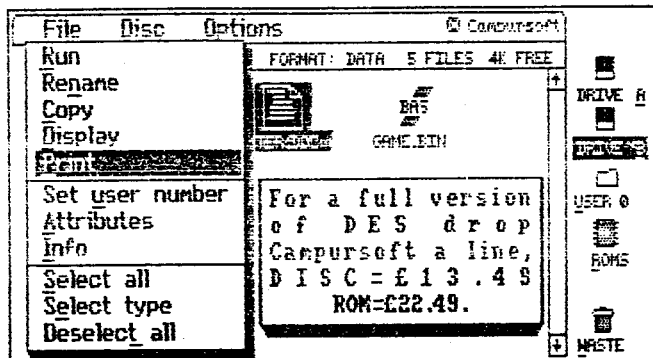 File Disc Options © Campursoft
Run
Rename
Copy
Display
Print
Set user number
Attributes
Info
Select all
Select type
Deselect all
FORMAT: DATA 5 FILES 4K FREE
BAS
GAME.BIN
For a full version
of DES drop
Campursoft a line,
DISC=£13.49
ROM=£22.49.
DRIVE A
DRIVE B
USER 0
ROMS
WASTE